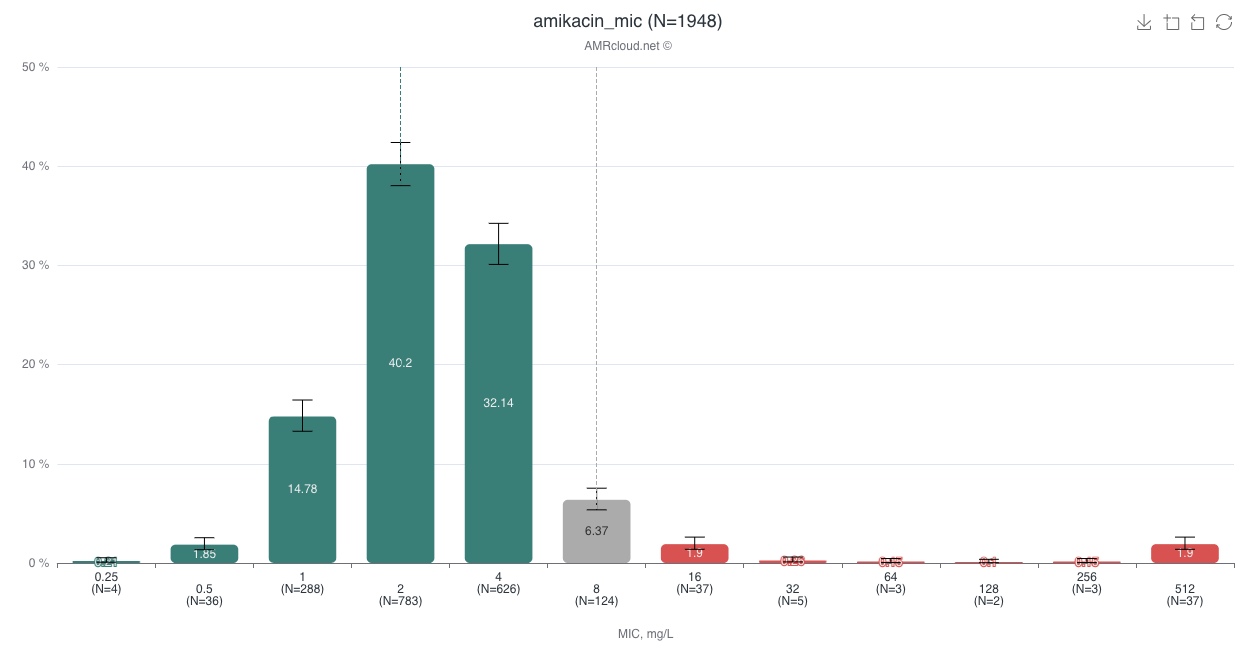 amikacin_mic (N=1948)
AMRcloud.net ©
50 %
40 %
30 %
20 %
10 %
0 %
1.85
14.78
40.2
32.14
6.37
1.9
1.9
0.25
(N=4)
0.5
(N=36)
1
(N=288)
2
(N=783)
4
(N=626)
8
(N=124)
16
(N=37)
32
(N=5)
64
(N=3)
128
(N=2)
256
(N=3)
512
(N=37)
MIC, mg/L